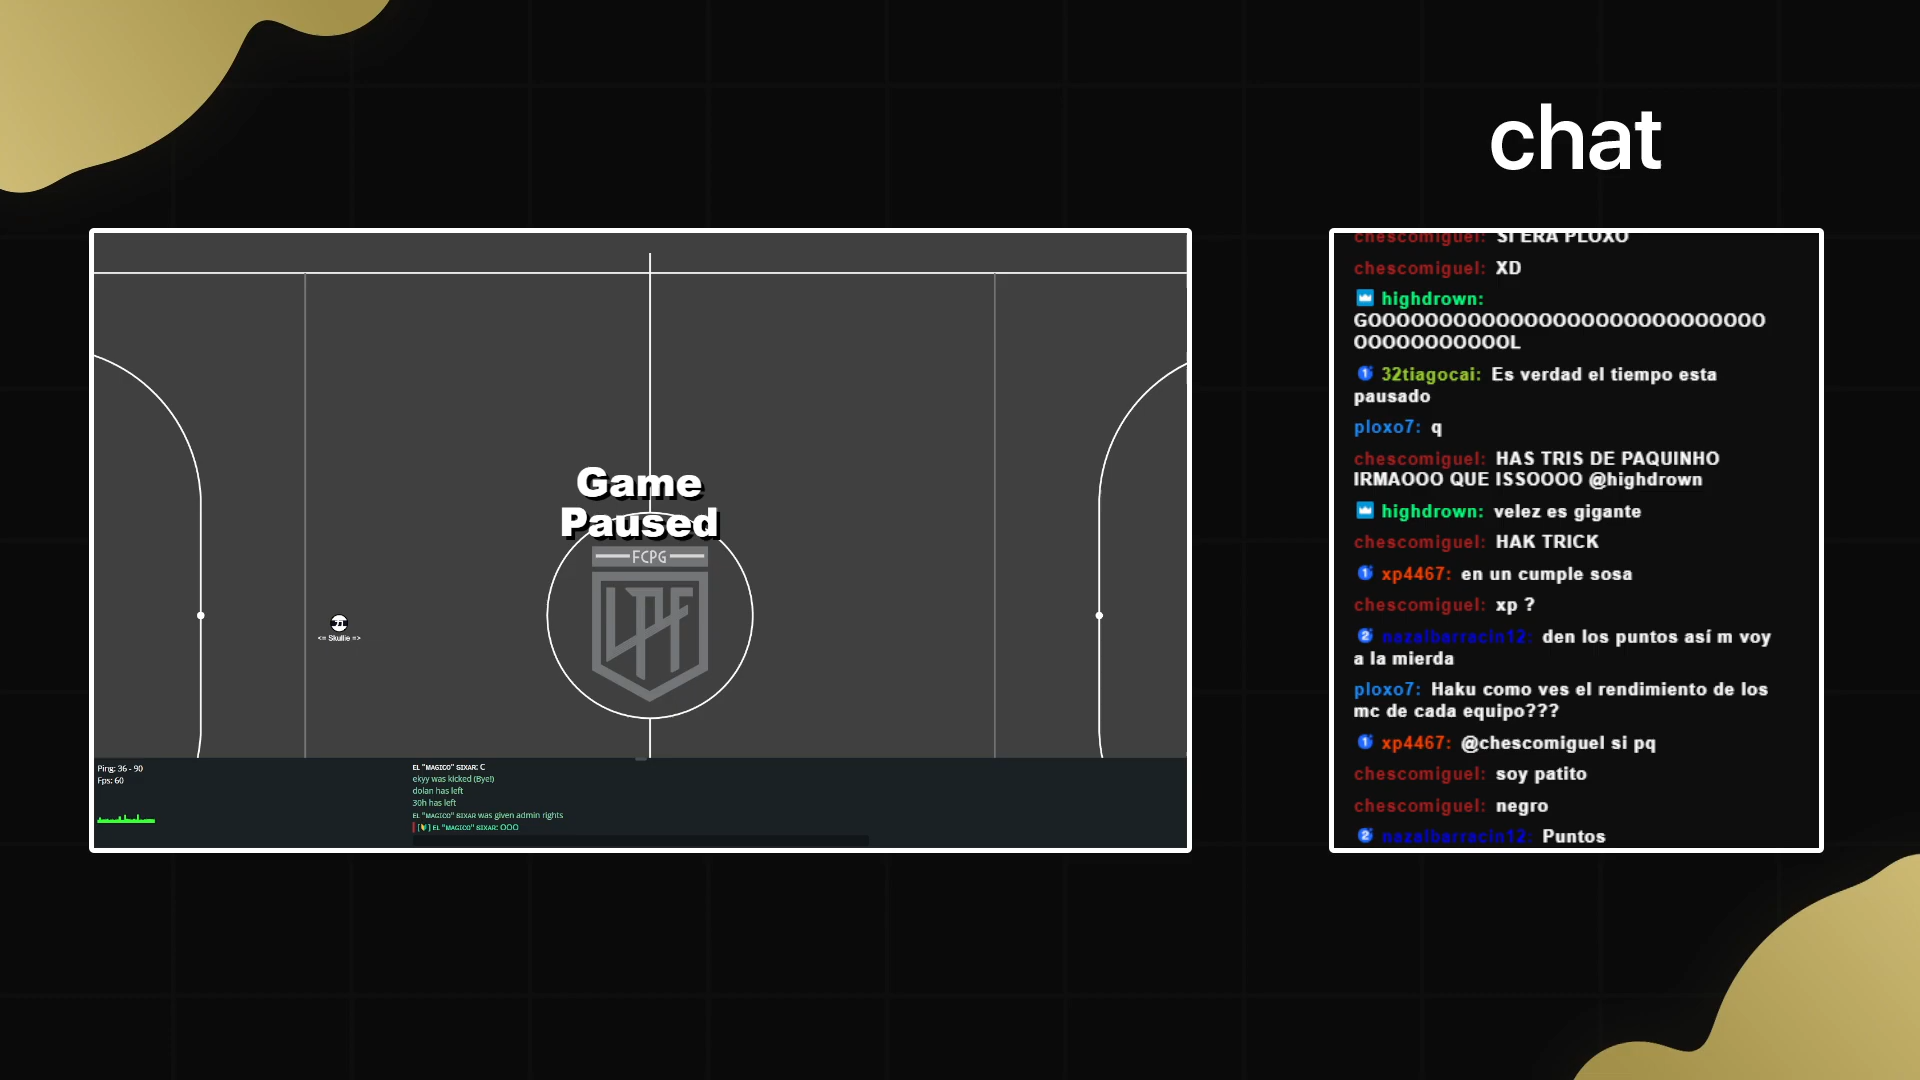 chat
Game
Paused
FCPG
LPF
<= Skullie =>
Ping: 36 - 90
Fps: 60
EL "MAGICO" SIXAR: C
ekyy was kicked (Bye!)
dolan has left
30h has left
EL "MAGICO" SIXAR was given admin rights
EL "MAGICO" SIXAR: OOO
chescomiguel: SI ERA PLOXO
chescomiguel: XD
highdrown:
GOOOOOOOOOOOOOOOOOOOOOOOOOOOO
OOOOOOOOOOOL
32tiagocai: Es verdad el tiempo esta
pausado
ploxo7: q
chescomiguel: HAS TRIS DE PAQUINHO
IRMAOOO QUE ISSOOOO @highdrown
highdrown: velez es gigante
chescomiguel: HAK TRICK
xp4467: en un cumple sosa
chescomiguel: xp ?
nazalbarracin12: den los puntos así m voy
a la mierda
ploxo7: Haku como ves el rendimiento de los
mc de cada equipo???
xp4467: @chescomiguel si pq
chescomiguel: soy patito
chescomiguel: negro
nazalbarracin12: Puntos